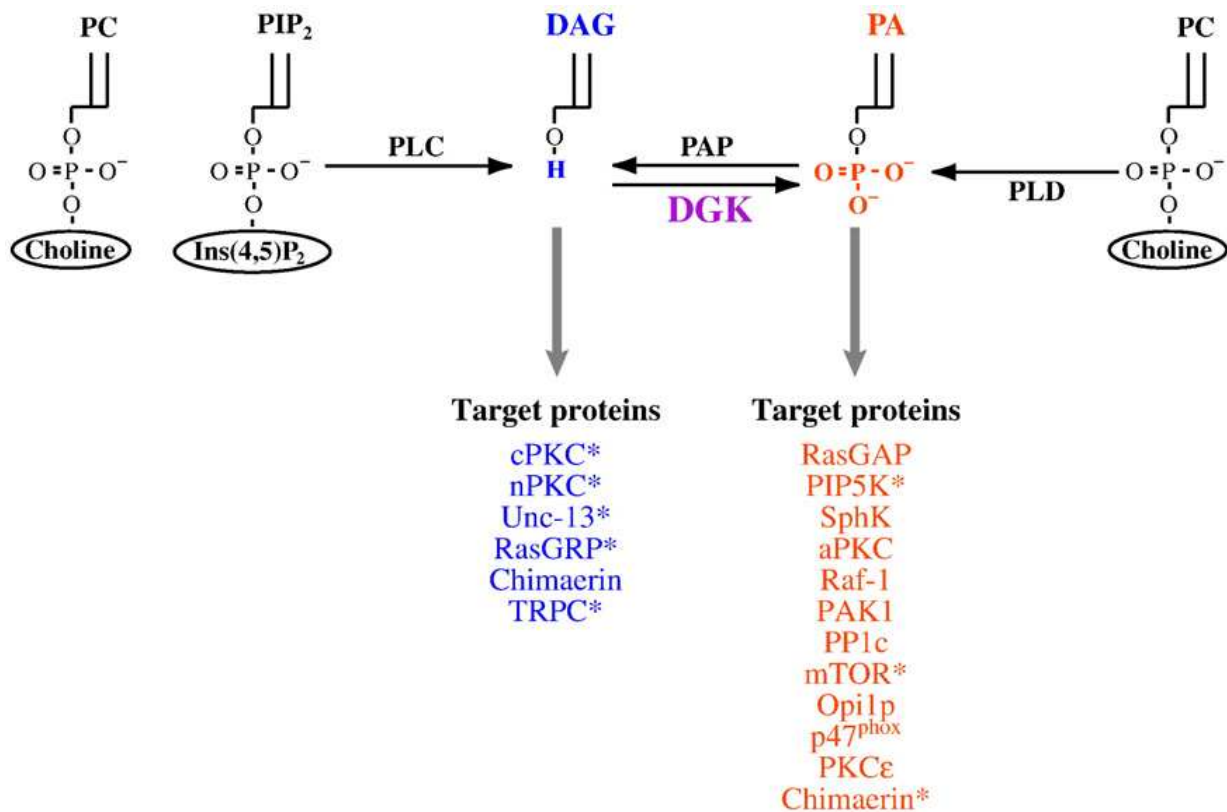 PC PIP₂ DAG PA PC
O O O O O
PLC PAP
O=P-O⁻ O=P-O⁻ H O=P-O⁻ O=P-O⁻
DGK PLD
O O O⁻ O
Choline Ins(4,5)P₂ Choline
Target proteins
cPKC*
nPKC*
Unc-13*
RasGRP*
Chimaerin
TRPC*
Target proteins
RasGAP
PIP5K*
SphK
aPKC
Raf-1
PAK1
PP1c
mTOR*
Opi1p
p47ᵖʰᵒˣ
PKCε
Chimaerin*